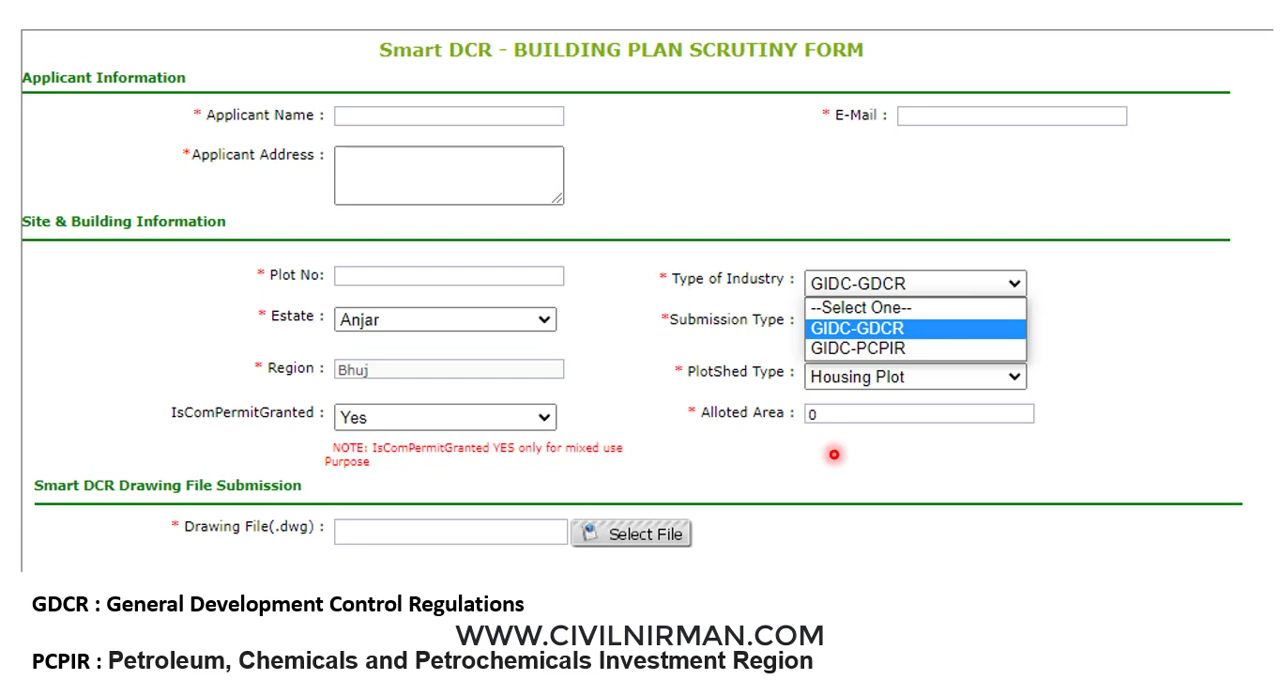 Smart DCR - BUILDING PLAN SCRUTINY FORM
Applicant Information
* Applicant Name :
* E-Mail :
*Applicant Address :
Site & Building Information
* Plot No:
* Type of Industry :
GIDC-GDCR
--Select One--
GIDC-GDCR
GIDC-PCPIR
* Estate :
Anjar
*Submission Type :
* Region :
Bhuj
* PlotShed Type :
Housing Plot
IsComPermitGranted :
Yes
* Alloted Area :
0
NOTE: IsComPermitGranted YES only for mixed use
Purpose
Smart DCR Drawing File Submission
* Drawing File(.dwg) :
Select File
GDCR : General Development Control Regulations
WWW.CIVILNIRMAN.COM
PCPIR : Petroleum, Chemicals and Petrochemicals Investment Region